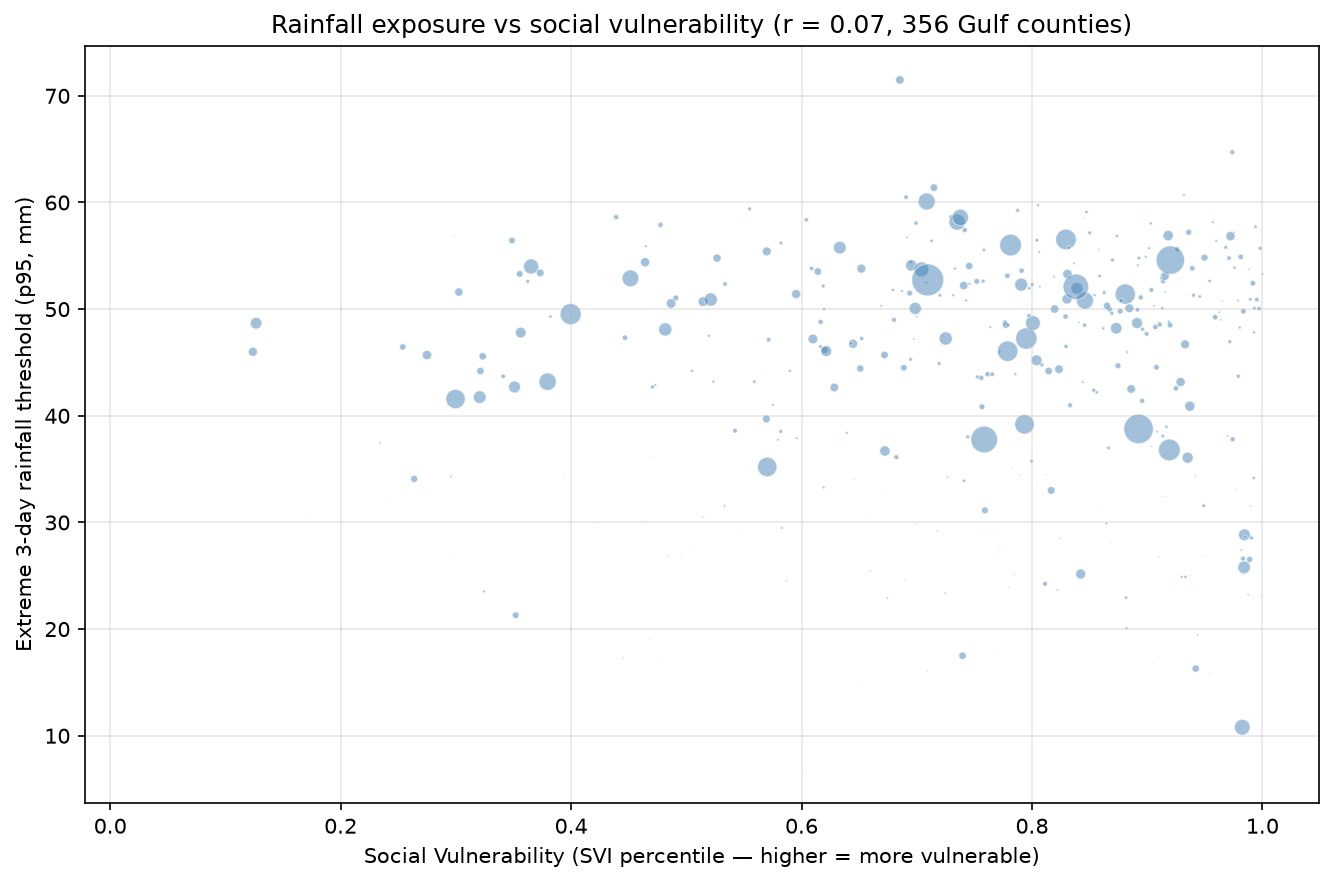 Rainfall exposure vs social vulnerability (r = 0.07, 356 Gulf counties)
Extreme 3-day rainfall threshold (p95, mm)
70
60
50
40
30
20
10
0.0 0.2 0.4 0.6 0.8 1.0
Social Vulnerability (SVI percentile — higher = more vulnerable)